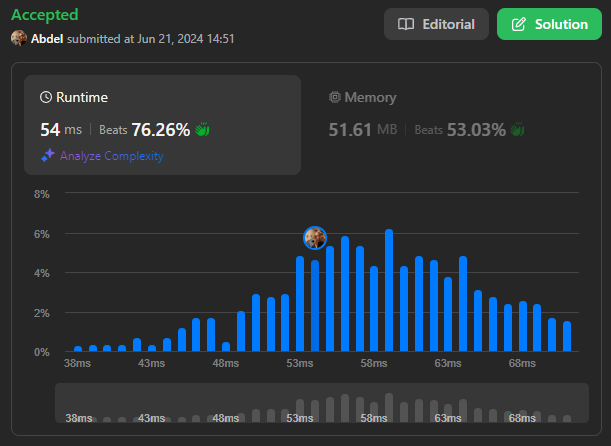 Accepted
Abdel submitted at Jun 21, 2024 14:51
Editorial
Solution
Runtime
54 ms | Beats 76.26%
Analyze Complexity
Memory
51.61 MB | Beats 53.03%
8%
6%
4%
2%
0%
38ms 43ms 48ms 53ms 58ms 63ms 68ms
38ms 43ms 48ms 53ms 58ms 63ms 68ms